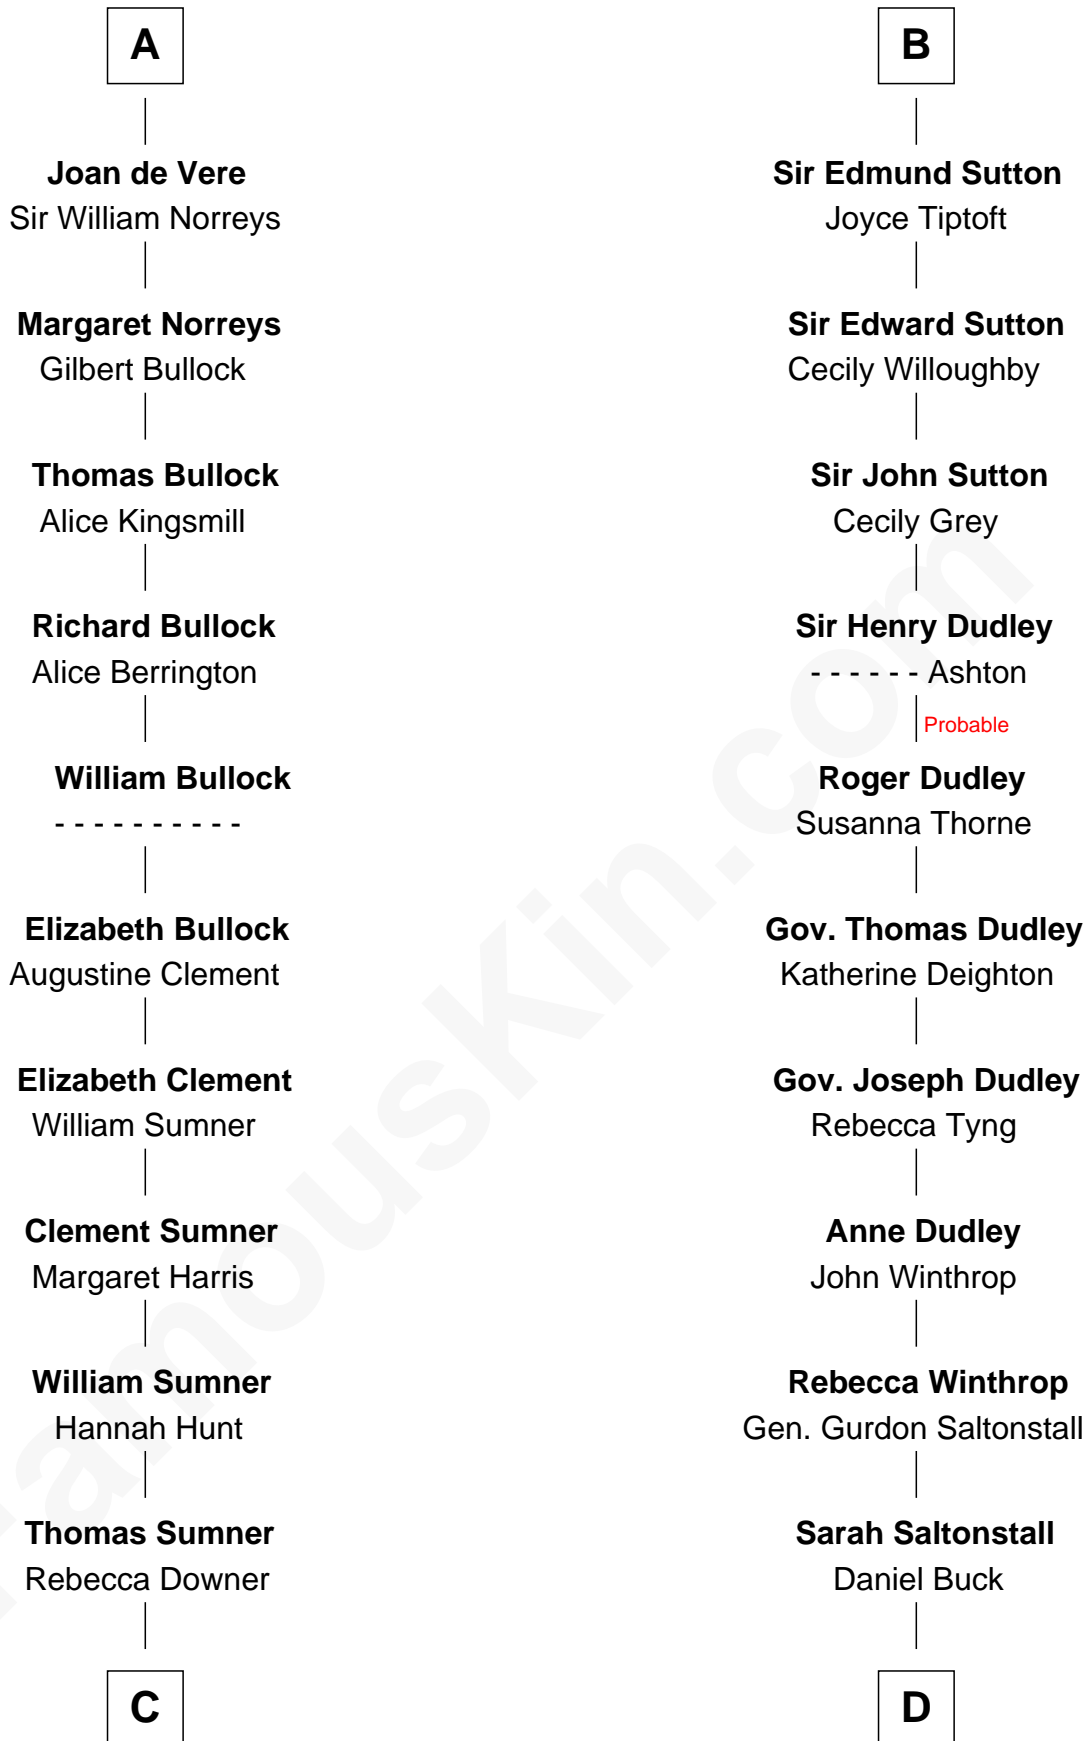 A
Joan de Vere
Sir William Norreys
Margaret Norreys
Gilbert Bullock
Thomas Bullock
Alice Kingsmill
Richard Bullock
Alice Berrington
William Bullock
- - - - - - - - - -
Elizabeth Bullock
Augustine Clement
Elizabeth Clement
William Sumner
Clement Sumner
Margaret Harris
William Sumner
Hannah Hunt
Thomas Sumner
Rebecca Downer
C
B
Sir Edmund Sutton
Joyce Tiptoft
Sir Edward Sutton
Cecily Willoughby
Sir John Sutton
Cecily Grey
Sir Henry Dudley
- - - - - - Ashton
Probable
Roger Dudley
Susanna Thorne
Gov. Thomas Dudley
Katherine Deighton
Gov. Joseph Dudley
Rebecca Tyng
Anne Dudley
John Winthrop
Rebecca Winthrop
Gen. Gurdon Saltonstall
Sarah Saltonstall
Daniel Buck
D
FamousKin.com